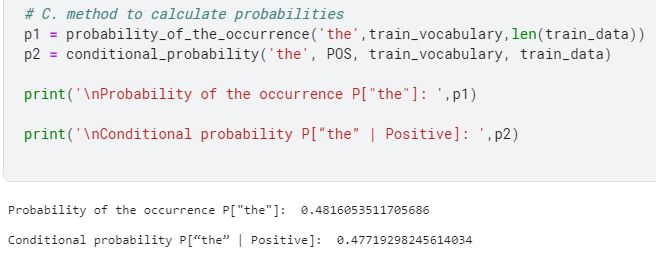 # C. method to calculate probabilities
p1 = probability_of_the_occurrence('the',train_vocabulary,len(train_data))
p2 = conditional_probability('the', POS, train_vocabulary, train_data)
print('\nProbability of the occurrence P["the"]: ',p1)
print('\nConditional probability P[“the” | Positive]: ',p2)
Probability of the occurrence P["the"]:  0.4816053511705686
Conditional probability P[“the” | Positive]:  0.47719298245614034